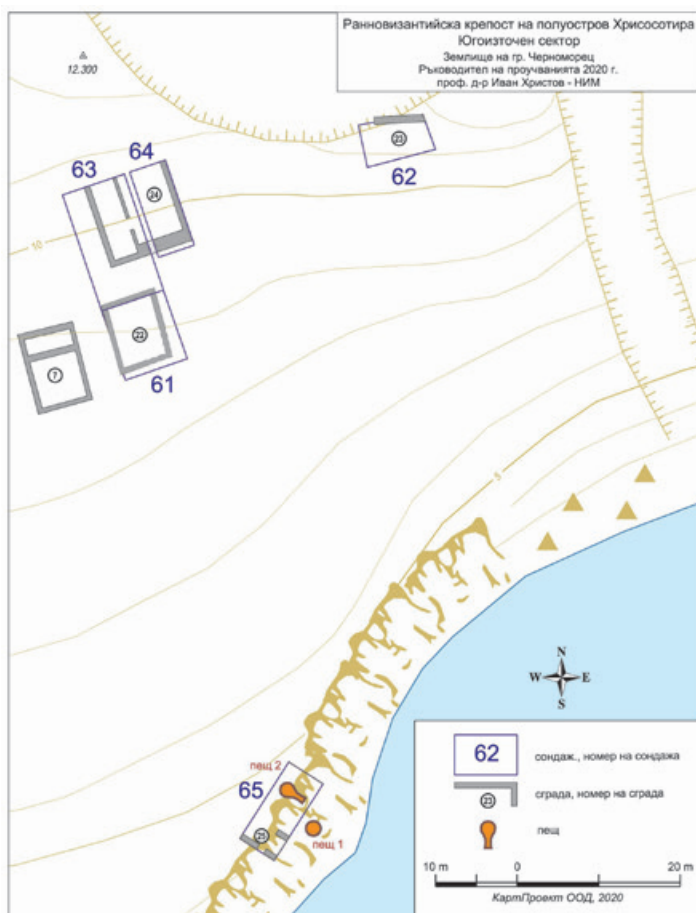 Ранновизантийска крепост на полуостров Хрисосотира
Югоизточен сектор
Землище на гр. Черноморец
Ръководител на проучванията 2020 г.
проф. д-р Иван Христов - НИМ
12.300
23
62
63
64
24
10
22
7
61
5
N
W E
S
пещ 2
65
25
пещ 1
62 сондаж., номер на сондажа
23 сграда, номер на сграда
пещ
10 m 0 20 m
КартПроект ООД, 2020